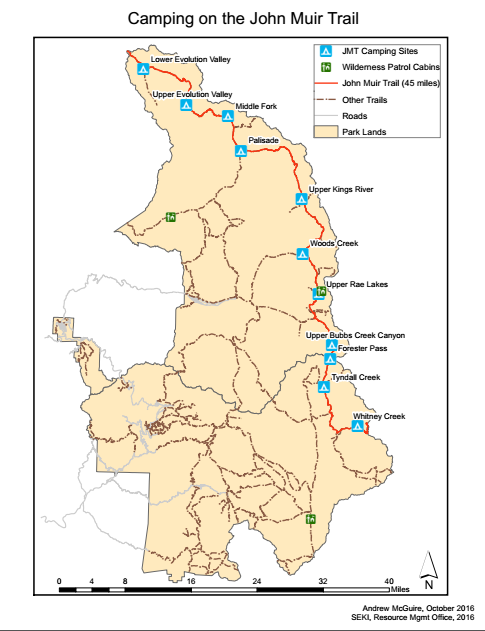 Camping on the John Muir Trail
JMT Camping Sites
Wilderness Patrol Cabins
John Muir Trail (45 miles)
Other Trails
Roads
Park Lands
Lower Evolution Valley
Upper Evolution Valley
Middle Fork
Palisade
Upper Kings River
Woods Creek
Upper Rae Lakes
Upper Bubbs Creek Canyon
Forester Pass
Tyndall Creek
Whitney Creek
N
0 4 8 16 24 32 40
Miles
Andrew McGuire, October 2016
SEKI, Resource Mgmt Office, 2016